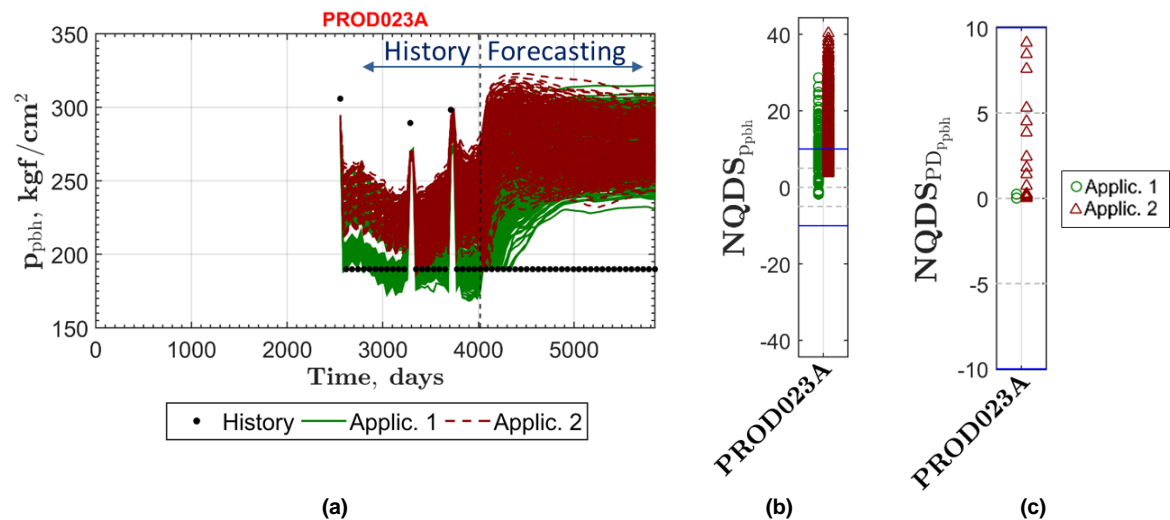 PROD023A
350
300
250
200
150
p_pbh, kgf/cm²
History Forecasting
0 1000 2000 3000 4000 5000
Time, days
History Applic. 1 Applic. 2
(a)
40
20
0
-20
-40
NQDS_p_pbh
PROD023A
(b)
10
5
0
-5
-10
NQDS_PD_p_pbh
PROD023A
(c)
Applic. 1
Applic. 2